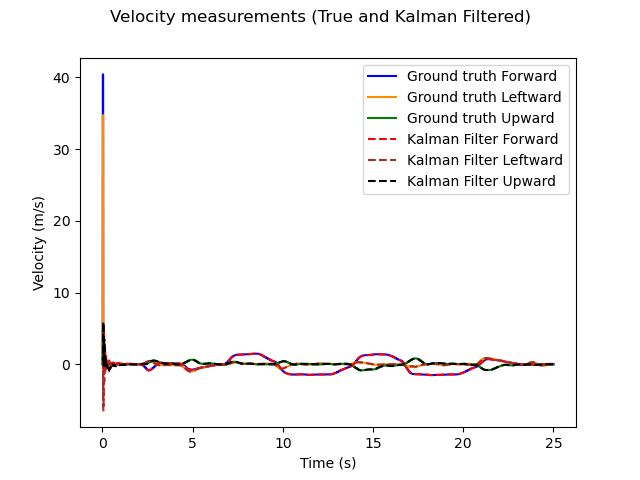 Velocity measurements (True and Kalman Filtered)
Ground truth Forward
Ground truth Leftward
Ground truth Upward
Kalman Filter Forward
Kalman Filter Leftward
Kalman Filter Upward
Velocity (m/s)
40
30
20
10
0
0 5 10 15 20 25
Time (s)